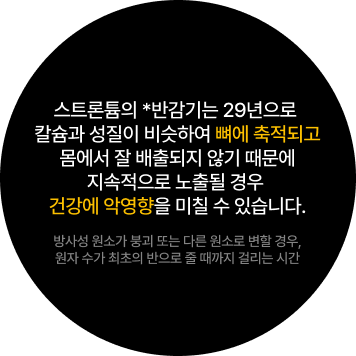 스트론튬의 *반감기는 29년으로
칼슘과 성질이 비슷하여 뼈에 축적되고
몸에서 잘 배출되지 않기 때문에
지속적으로 노출될 경우
건강에 악영향을 미칠 수 있습니다.
방사성 원소가 붕괴 또는 다른 원소로 변할 경우,
원자 수가 최초의 반으로 줄 때까지 걸리는 시간